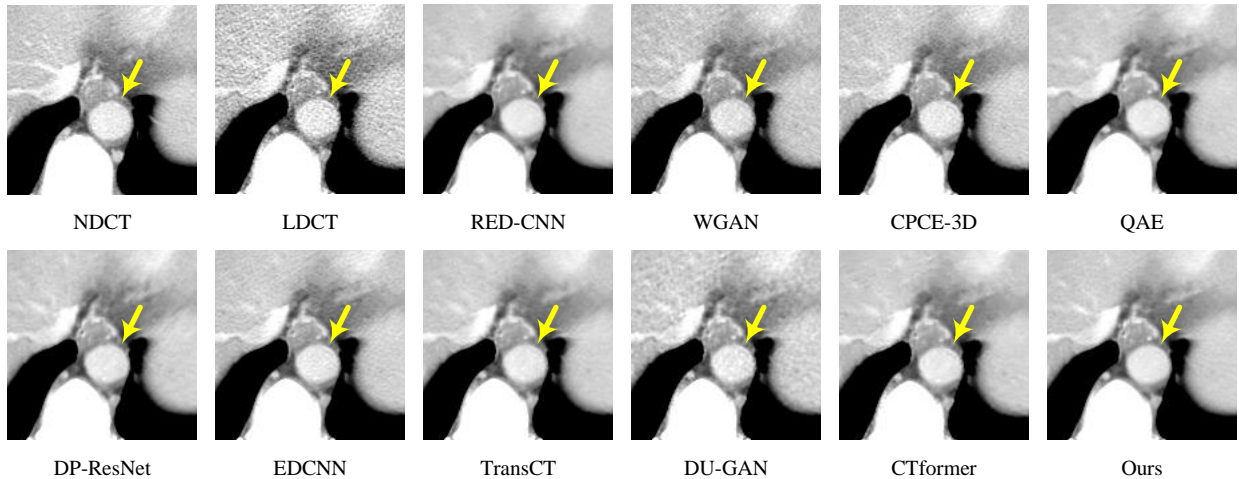 NDCT LDCT RED-CNN WGAN CPCE-3D QAE
DP-ResNet EDCNN TransCT DU-GAN CTformer Ours